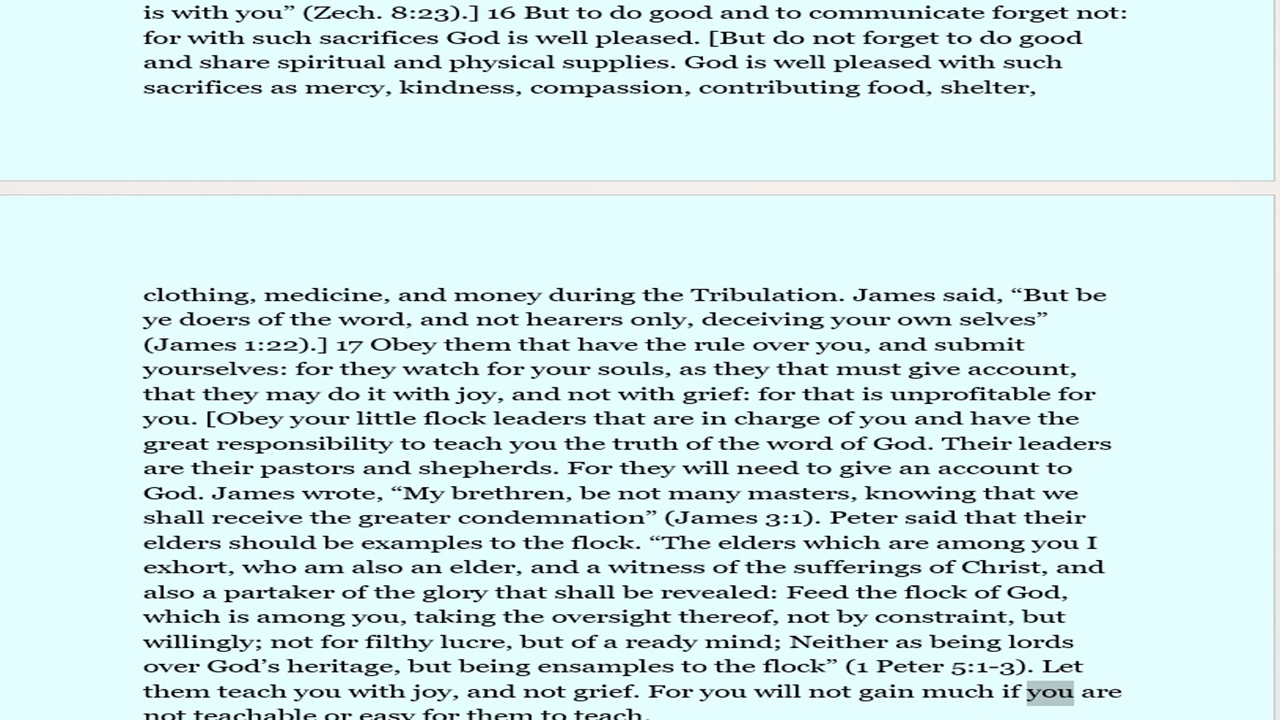 is with you” (Zech. 8:23).] 16 But to do good and to communicate forget not:
for with such sacrifices God is well pleased. [But do not forget to do good
and share spiritual and physical supplies. God is well pleased with such
sacrifices as mercy, kindness, compassion, contributing food, shelter,
clothing, medicine, and money during the Tribulation. James said, “But be
ye doers of the word, and not hearers only, deceiving your own selves”
(James 1:22).] 17 Obey them that have the rule over you, and submit
yourselves: for they watch for your souls, as they that must give account,
that they may do it with joy, and not with grief: for that is unprofitable for
you. [Obey your little flock leaders that are in charge of you and have the
great responsibility to teach you the truth of the word of God. Their leaders
are their pastors and shepherds. For they will need to give an account to
God. James wrote, “My brethren, be not many masters, knowing that we
shall receive the greater condemnation” (James 3:1). Peter said that their
elders should be examples to the flock. “The elders which are among you I
exhort, who am also an elder, and a witness of the sufferings of Christ, and
also a partaker of the glory that shall be revealed: Feed the flock of God,
which is among you, taking the oversight thereof, not by constraint, but
willingly; not for filthy lucre, but of a ready mind; Neither as being lords
over God’s heritage, but being ensamples to the flock” (1 Peter 5:1-3). Let
them teach you with joy, and not grief. For you will not gain much if you are
not teachable or easy for them to teach.